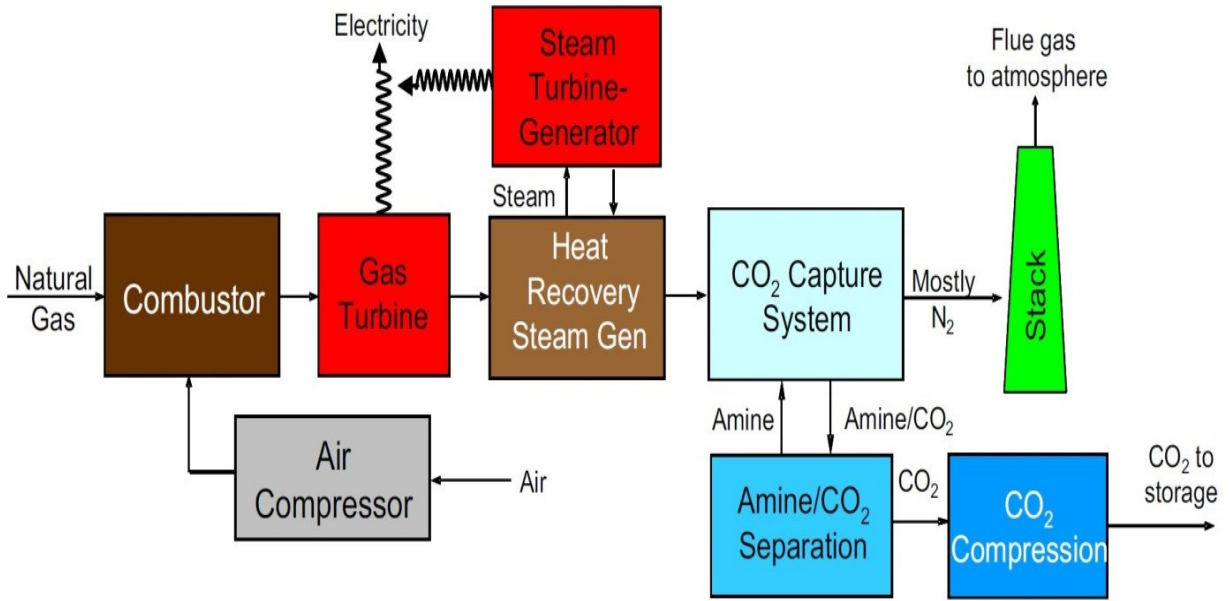 Electricity
Steam
Turbine-
Generator
Flue gas
to atmosphere
Steam
Natural
Gas
Combustor
Gas
Turbine
Heat
Recovery
Steam Gen
CO₂ Capture
System
Mostly
N₂
Stack
Air
Compressor
Air
Amine
Amine/CO₂
Amine/CO₂
Separation
CO₂
CO₂
Compression
CO₂ to
storage